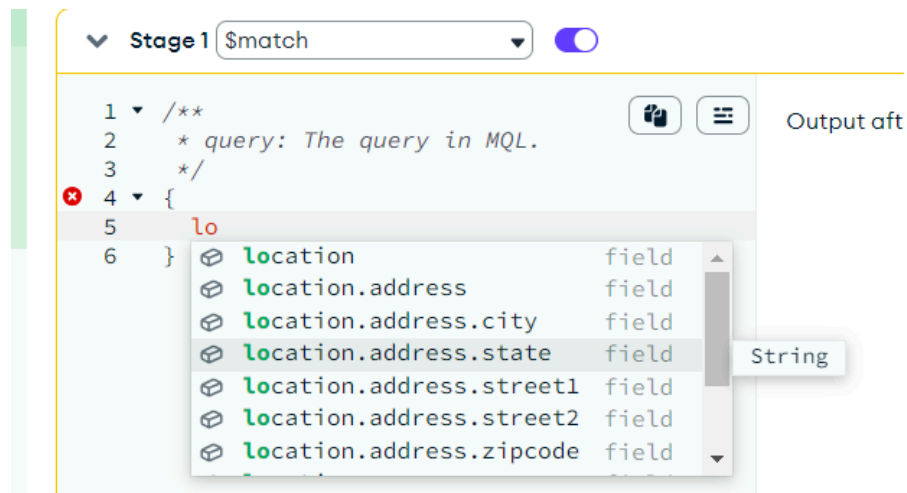 Stage 1 $match
1 /**
2 * query: The query in MQL.
3 */
4 {
5 lo
6 }
Output aft
location field
location.address field
location.address.city field
location.address.state field
String
location.address.street1 field
location.address.street2 field
location.address.zipcode field